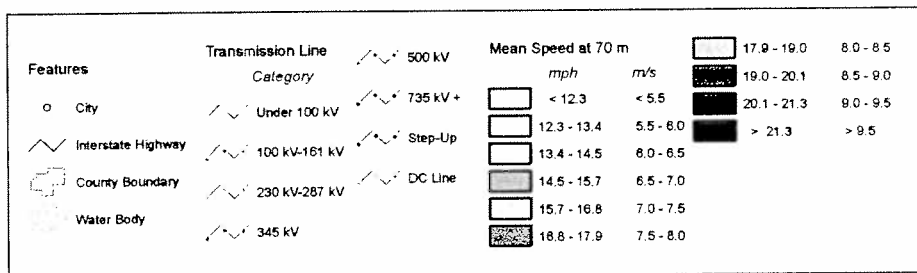 Features
City
Interstate Highway
County Boundary
Water Body
Transmission Line
Category
Under 100 kV
100 kV-161 kV
230 kV-287 kV
345 kV
500 kV
735 kV +
Step-Up
DC Line
Mean Speed at 70 m
mph m/s
< 12.3 < 5.5
12.3 - 13.4 5.5 - 6.0
13.4 - 14.5 6.0 - 6.5
14.5 - 15.7 6.5 - 7.0
15.7 - 16.8 7.0 - 7.5
16.8 - 17.9 7.5 - 8.0
17.9 - 19.0 8.0 - 8.5
19.0 - 20.1 8.5 - 9.0
20.1 - 21.3 9.0 - 9.5
> 21.3 > 9.5